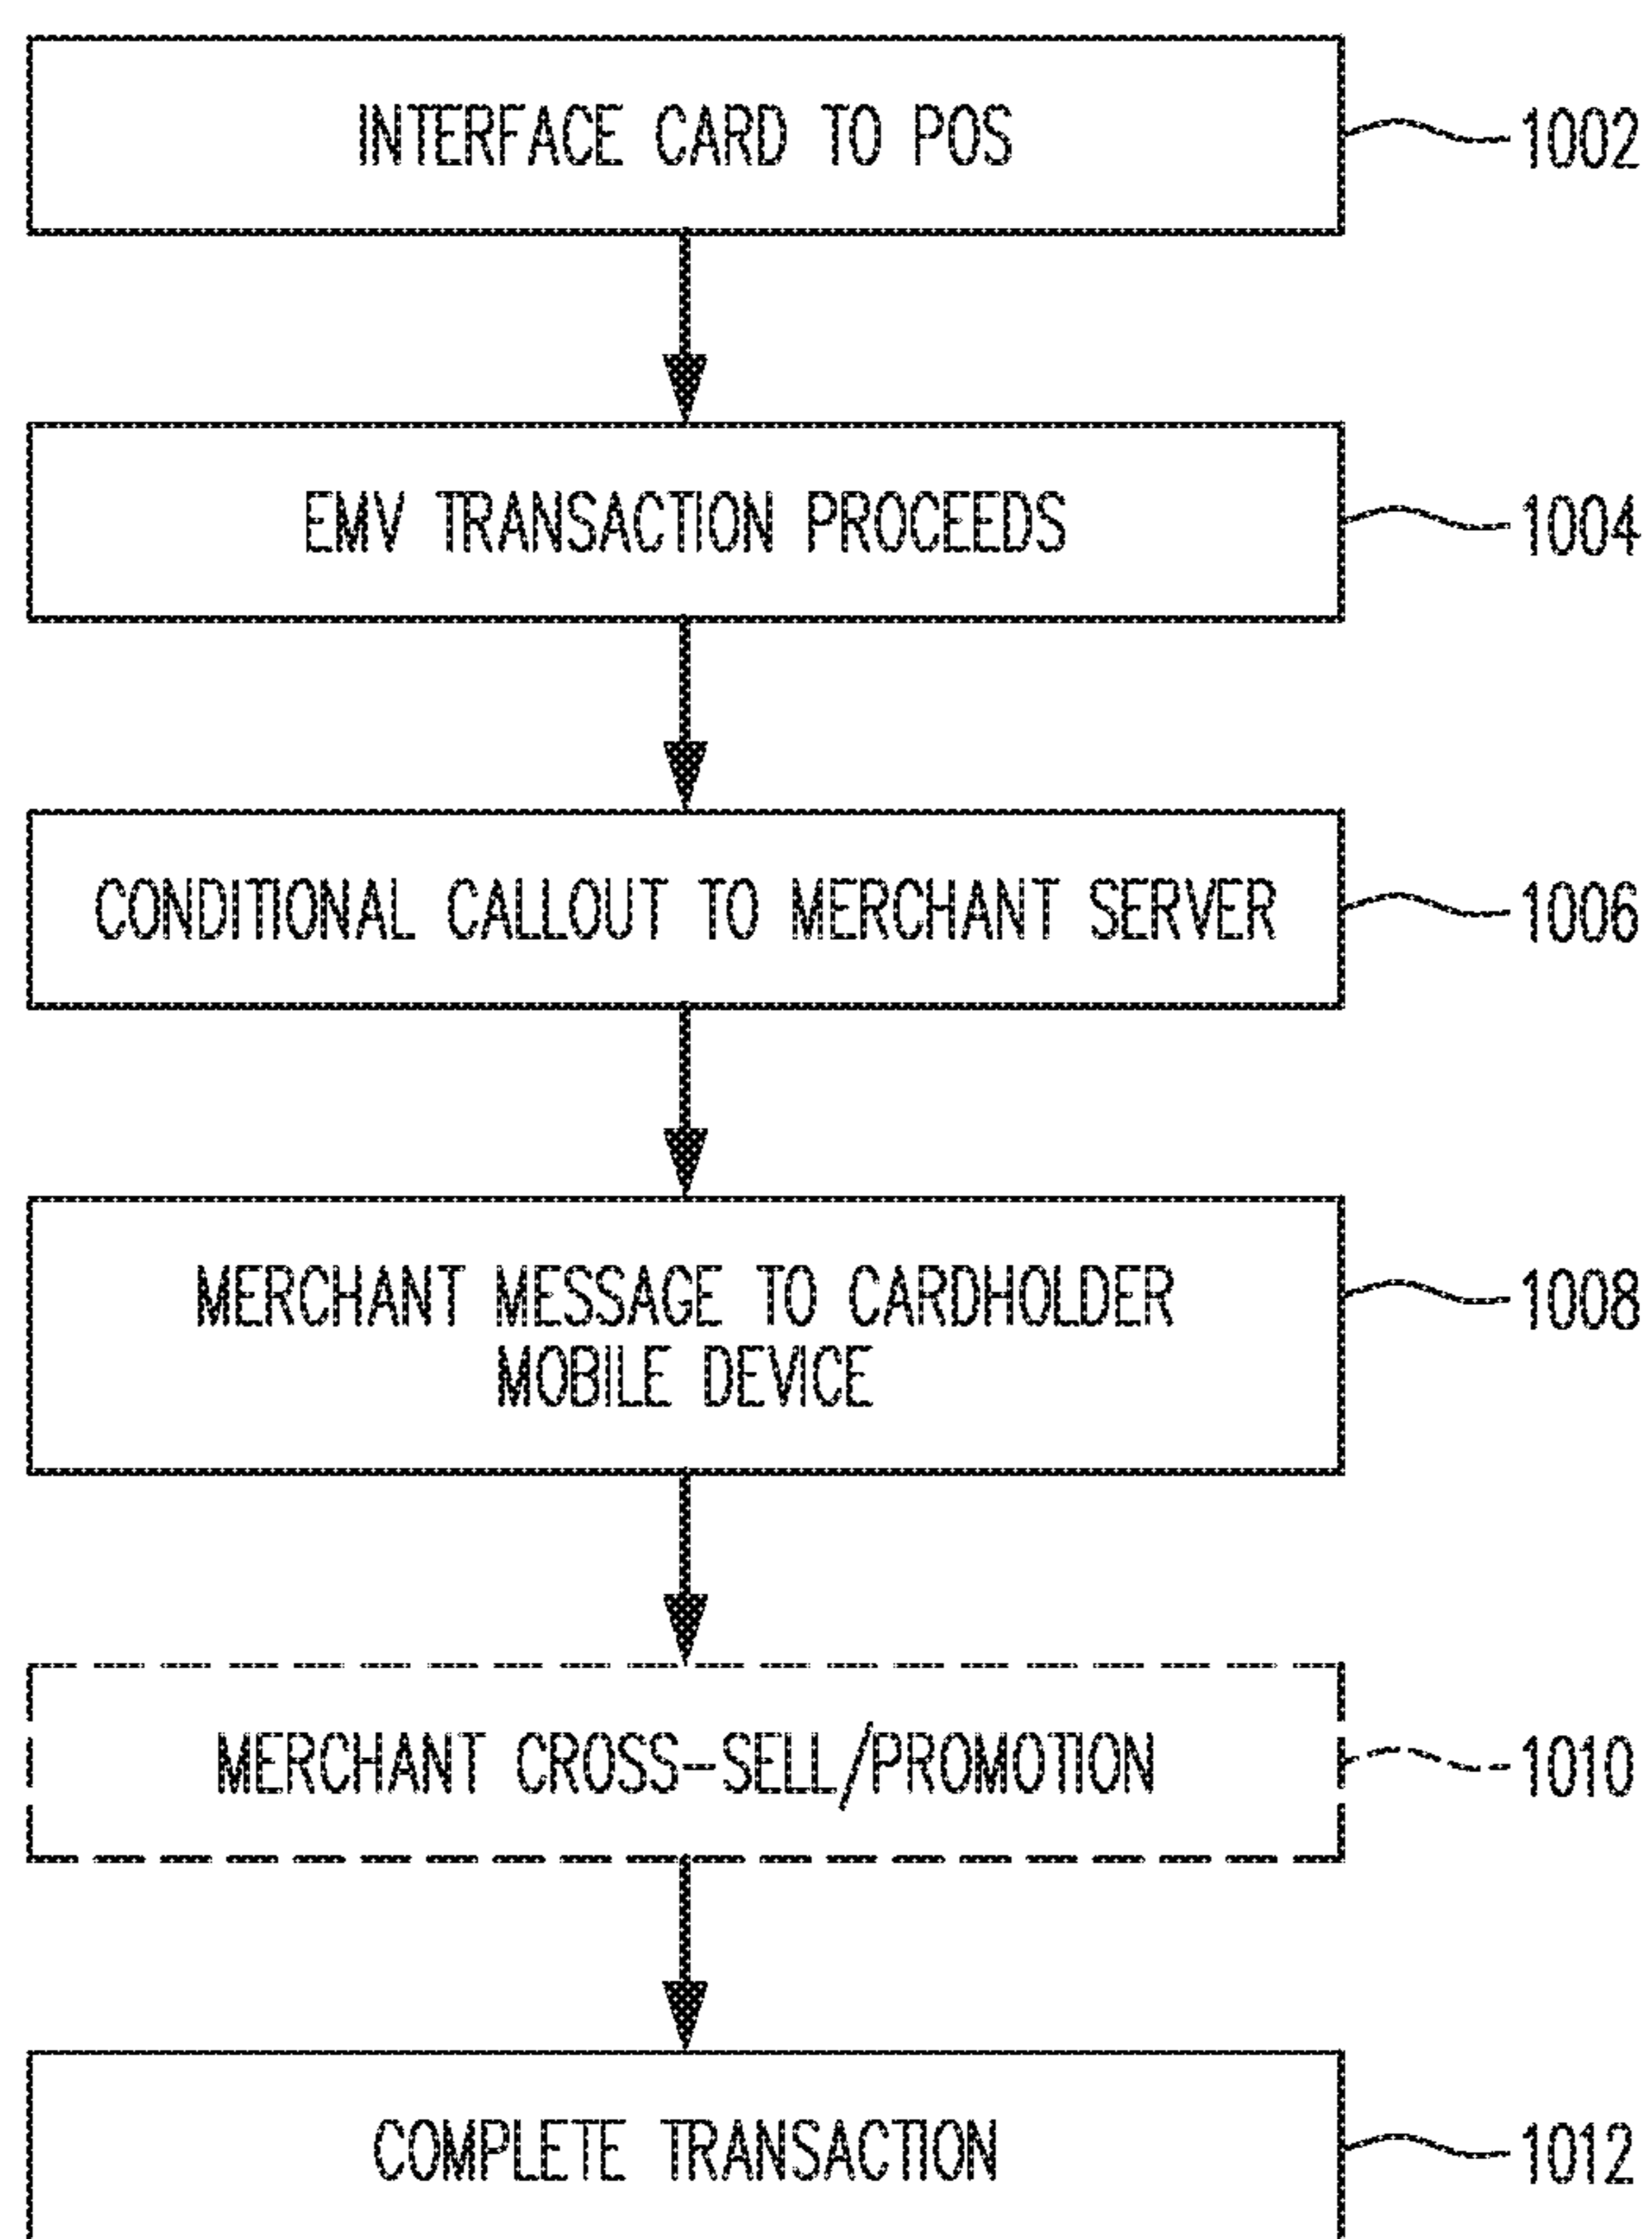 INTERFACE CARD TO POS
1002
EMV TRANSACTION PROCEEDS
1004
CONDITIONAL CALLOUT TO MERCHANT SERVER
1006
MERCHANT MESSAGE TO CARDHOLDER
MOBILE DEVICE
1008
MERCHANT CROSS-SELL/PROMOTION
1010
COMPLETE TRANSACTION
1012